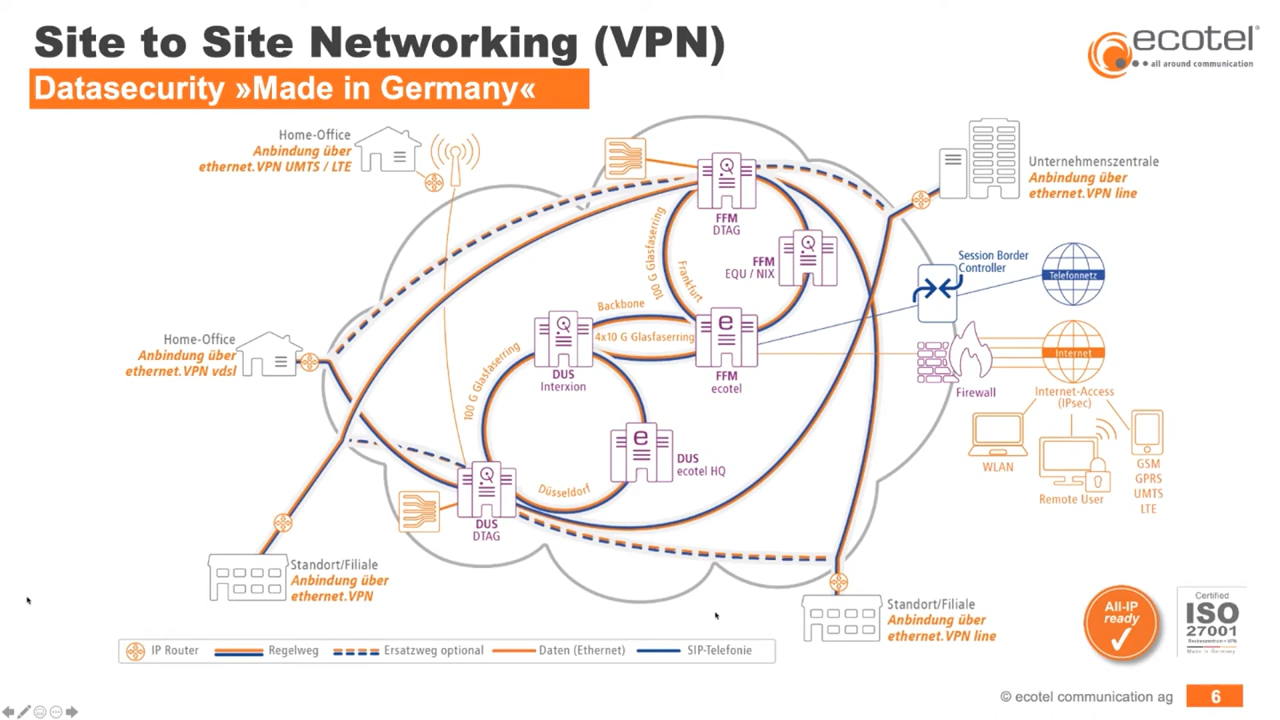 Site to Site Networking (VPN)
Datasecurity »Made in Germany«
ecotel
all around communication
Home-Office
Anbindung über
ethernet.VPN UMTS / LTE
FFM
DTAG
Unternehmenszentrale
Anbindung über
ethernet.VPN line
100 G Glasfaserring
Frankfurt
FFM
EQU / NIX
Session Border
Controller
Telefonnetz
Backbone
4x10 G Glasfaserring
Home-Office
Anbindung über
ethernet.VPN vdsl
100 G Glasfaserring
DUS
Interxion
e
FFM
ecotel
Firewall
Internet
Internet-Access
(IPsec)
WLAN
Remote User
GSM
GPRS
UMTS
LTE
e
DUS
ecotel HQ
Düsseldorf
DUS
DTAG
Standort/Filiale
Anbindung über
ethernet.VPN
Standort/Filiale
Anbindung über
ethernet.VPN line
All-IP
ready
Certified
ISO
27001
Rechenzentrum + VPN
Made in Germany
IP Router
Regelweg
Ersatzweg optional
Daten (Ethernet)
SIP-Telefonie
© ecotel communication ag
6